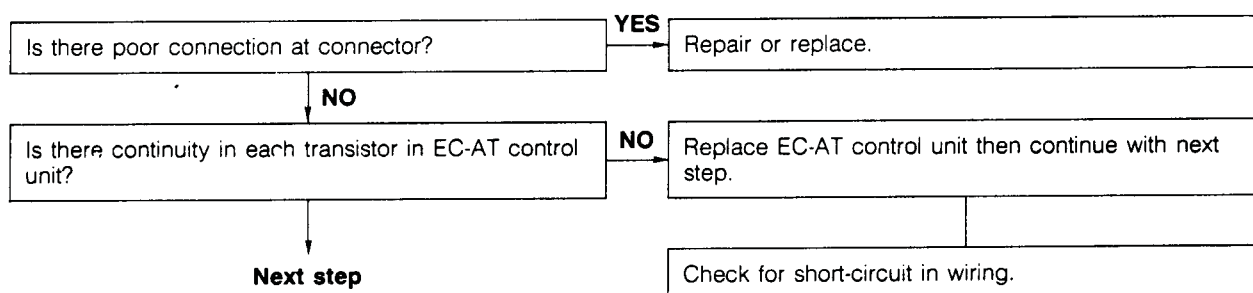 Is there poor connection at connector?
YES
Repair or replace.
NO
Is there continuity in each transistor in EC-AT control
unit?
NO
Replace EC-AT control unit then continue with next
step.
Next step
Check for short-circuit in wiring.